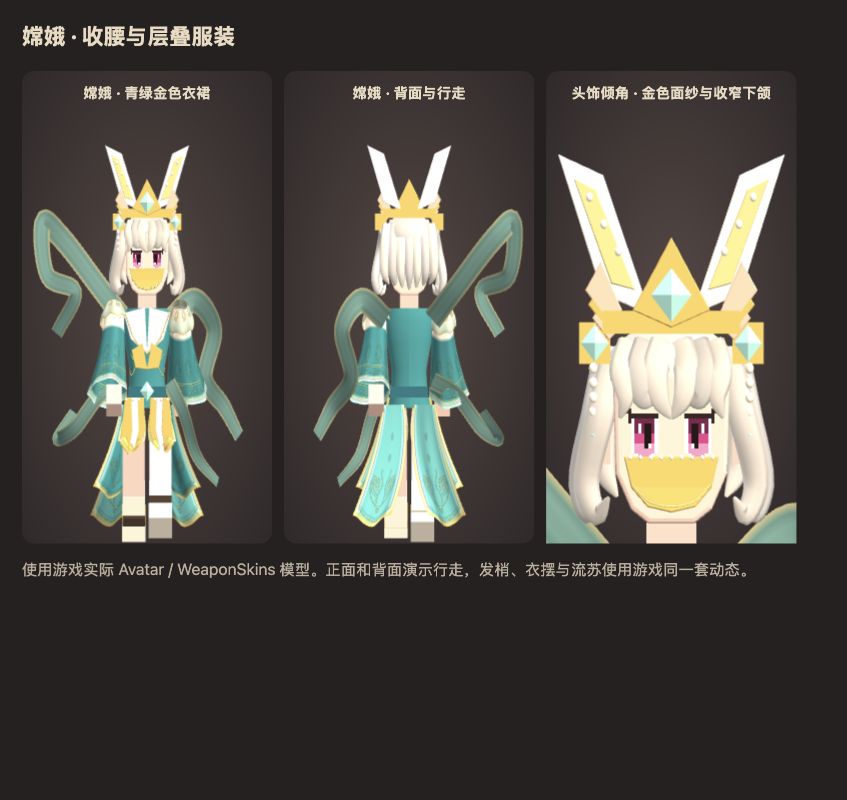 嫦娥 · 收腰与层叠服装
嫦娥 · 青绿金色衣裙
嫦娥 · 背面与行走
头饰倾角 · 金色面纱与收窄下颌
使用游戏实际 Avatar / WeaponSkins 模型。正面和背面演示行走，发梢、衣摆与流苏使用游戏同一套动态。